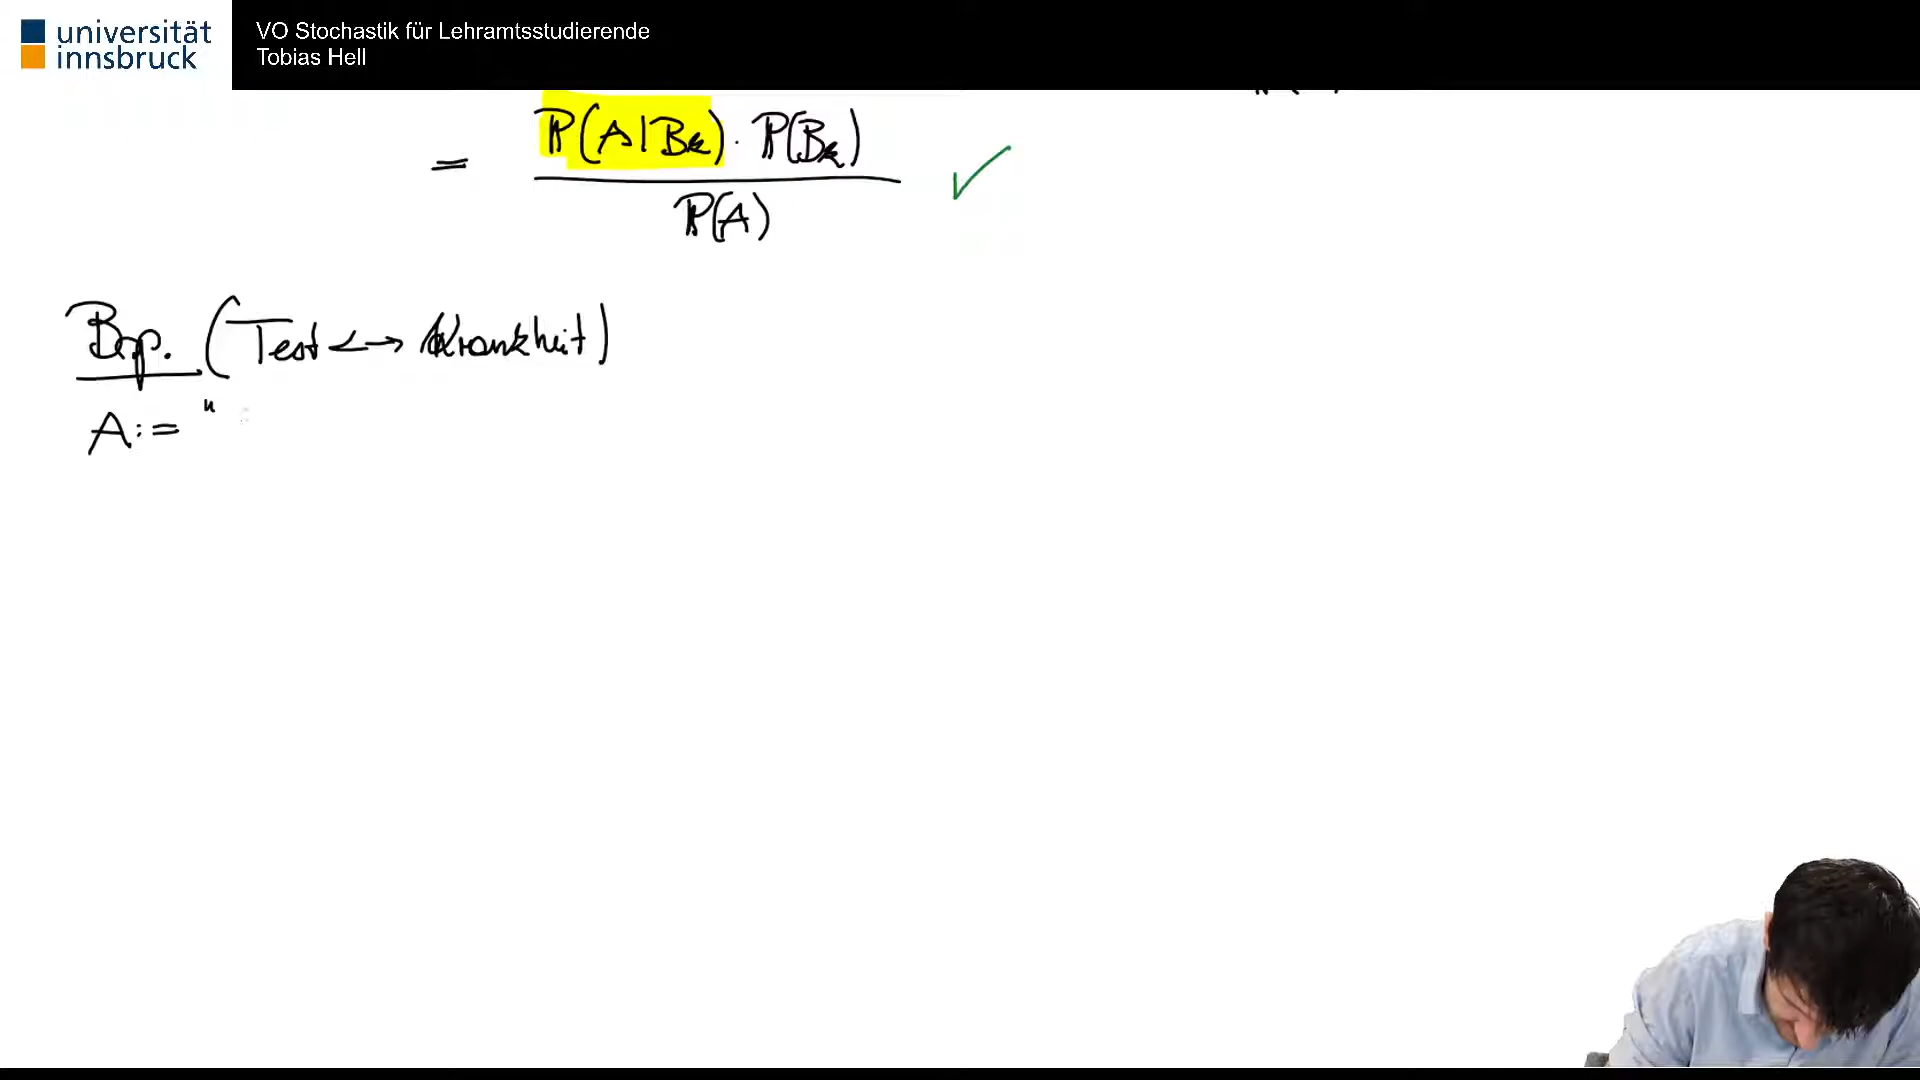 universität
innsbruck
VO Stochastik für Lehramtsstudierende
Tobias Hell
= P(A|Bk) · P(Bk)
P(A)
✓
Bsp. (Test ↔ Krankheit)
A := "